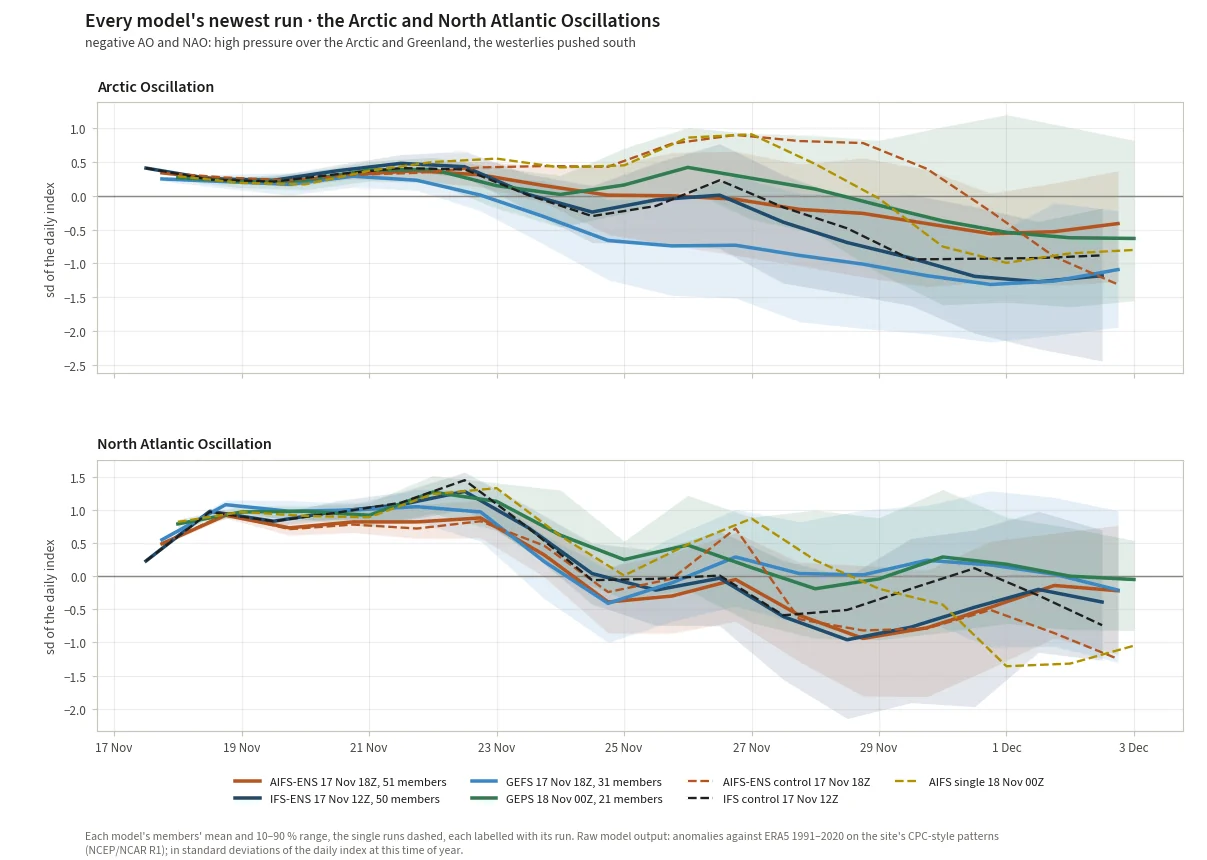 Every model's newest run · the Arctic and North Atlantic Oscillations
negative AO and NAO: high pressure over the Arctic and Greenland, the westerlies pushed south
Arctic Oscillation
sd of the daily index
1.0
0.5
0.0
−0.5
−1.0
−1.5
−2.0
−2.5
North Atlantic Oscillation
sd of the daily index
1.5
1.0
0.5
0.0
−0.5
−1.0
−1.5
−2.0
17 Nov 19 Nov 21 Nov 23 Nov 25 Nov 27 Nov 29 Nov 1 Dec 3 Dec
AIFS-ENS 17 Nov 18Z, 51 members GEFS 17 Nov 18Z, 31 members AIFS-ENS control 17 Nov 18Z AIFS single 18 Nov 00Z
IFS-ENS 17 Nov 12Z, 50 members GEPS 18 Nov 00Z, 21 members IFS control 17 Nov 12Z
Each model's members' mean and 10–90 % range, the single runs dashed, each labelled with its run. Raw model output: anomalies against ERA5 1991–2020 on the site's CPC-style patterns
(NCEP/NCAR R1); in standard deviations of the daily index at this time of year.